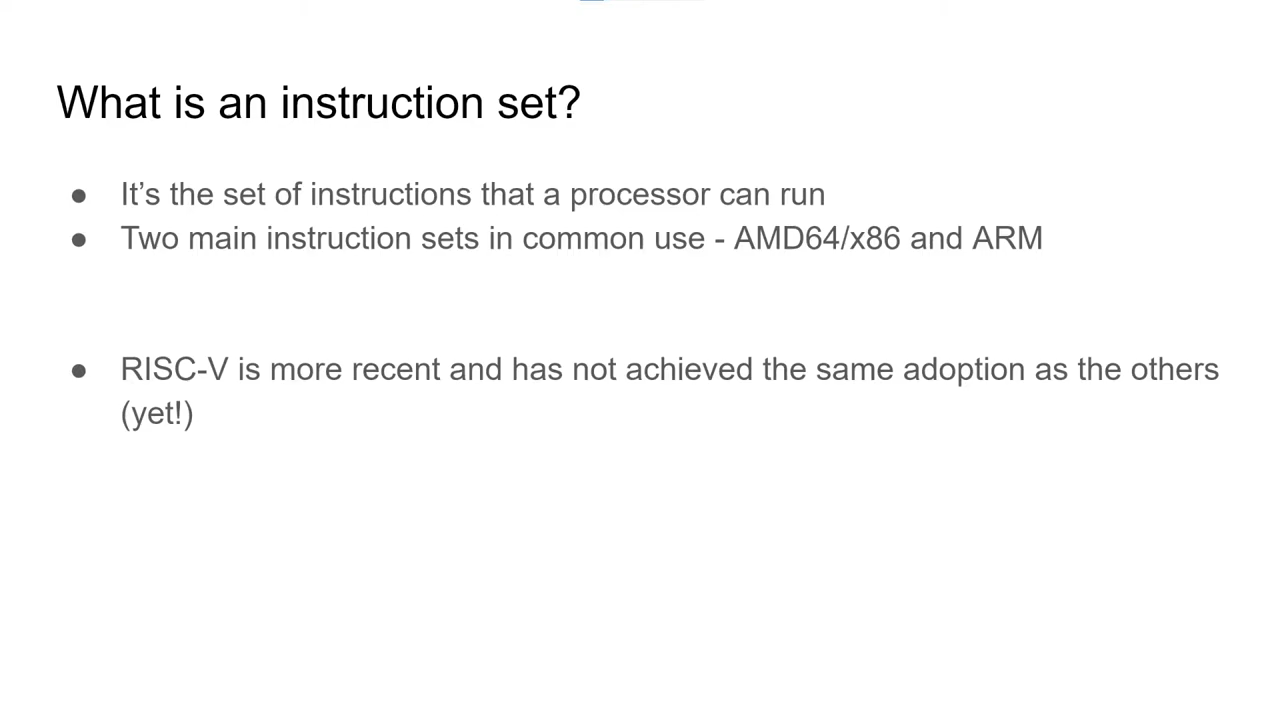 What is an instruction set?
● It’s the set of instructions that a processor can run
● Two main instruction sets in common use - AMD64/x86 and ARM
● RISC-V is more recent and has not achieved the same adoption as the others
(yet!)